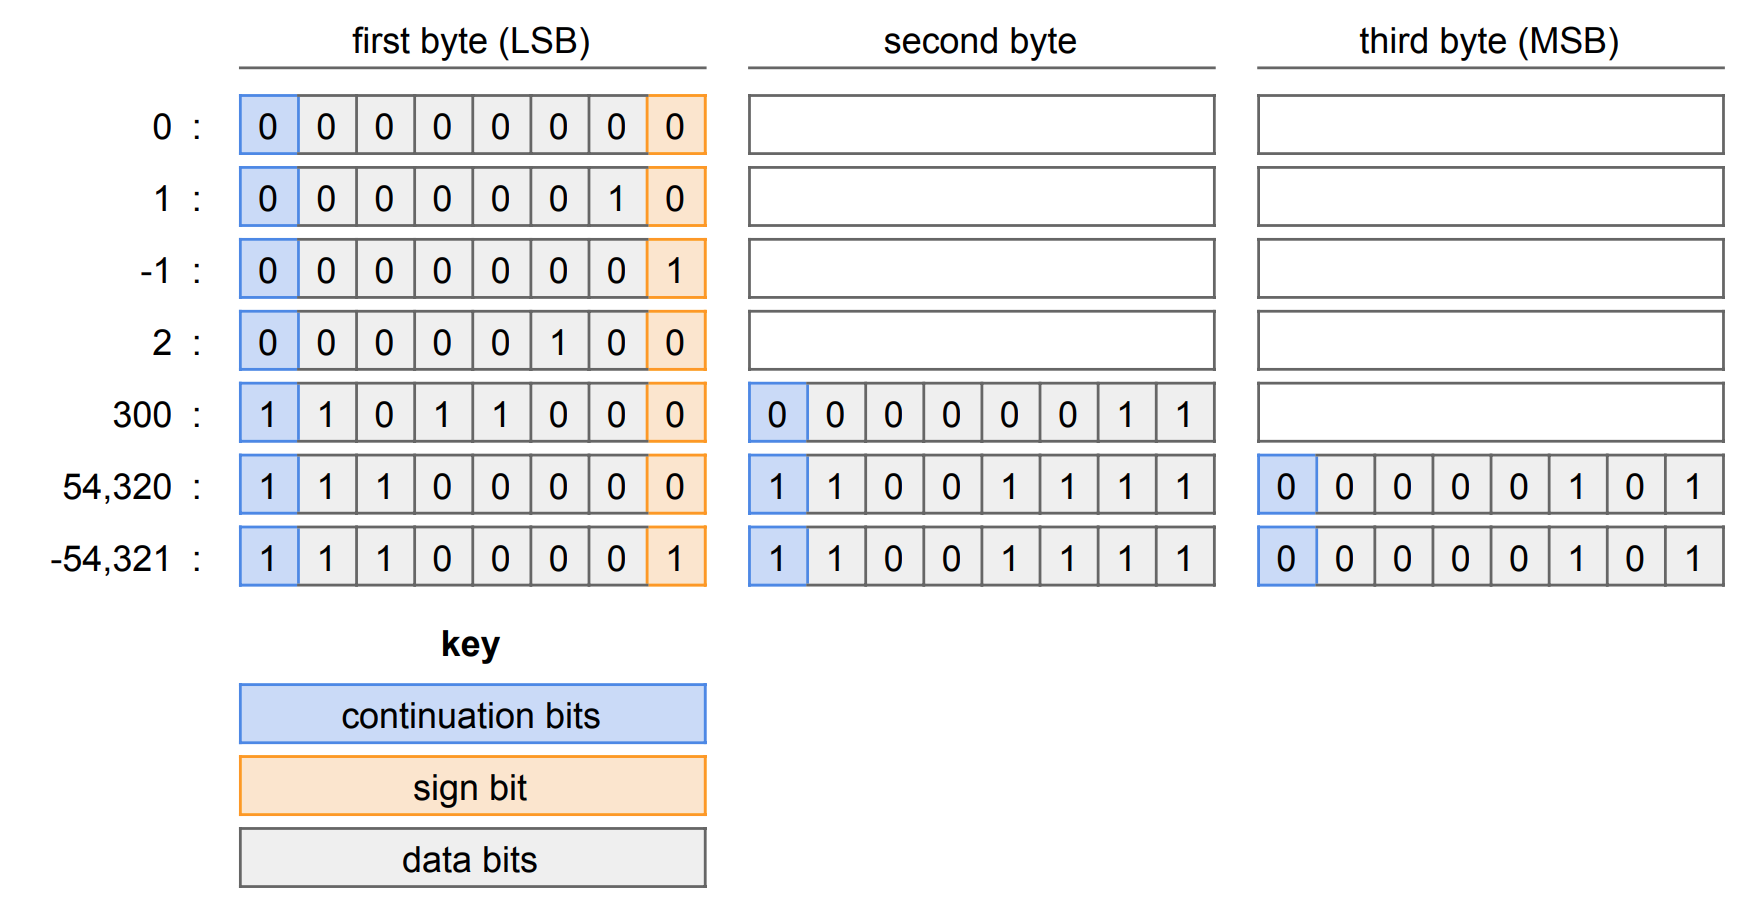 first byte (LSB) second byte third byte (MSB)
0 : 0 0 0 0 0 0 0 0
1 : 0 0 0 0 0 0 1 0
-1 : 0 0 0 0 0 0 0 1
2 : 0 0 0 0 0 1 0 0
300 : 1 1 0 1 1 0 0 0 0 0 0 0 0 0 1 1
54,320 : 1 1 1 0 0 0 0 0 1 1 0 0 1 1 1 1 0 0 0 0 0 1 0 1
-54,321 : 1 1 1 0 0 0 0 1 1 1 0 0 1 1 1 1 0 0 0 0 0 1 0 1
key
continuation bits
sign bit
data bits